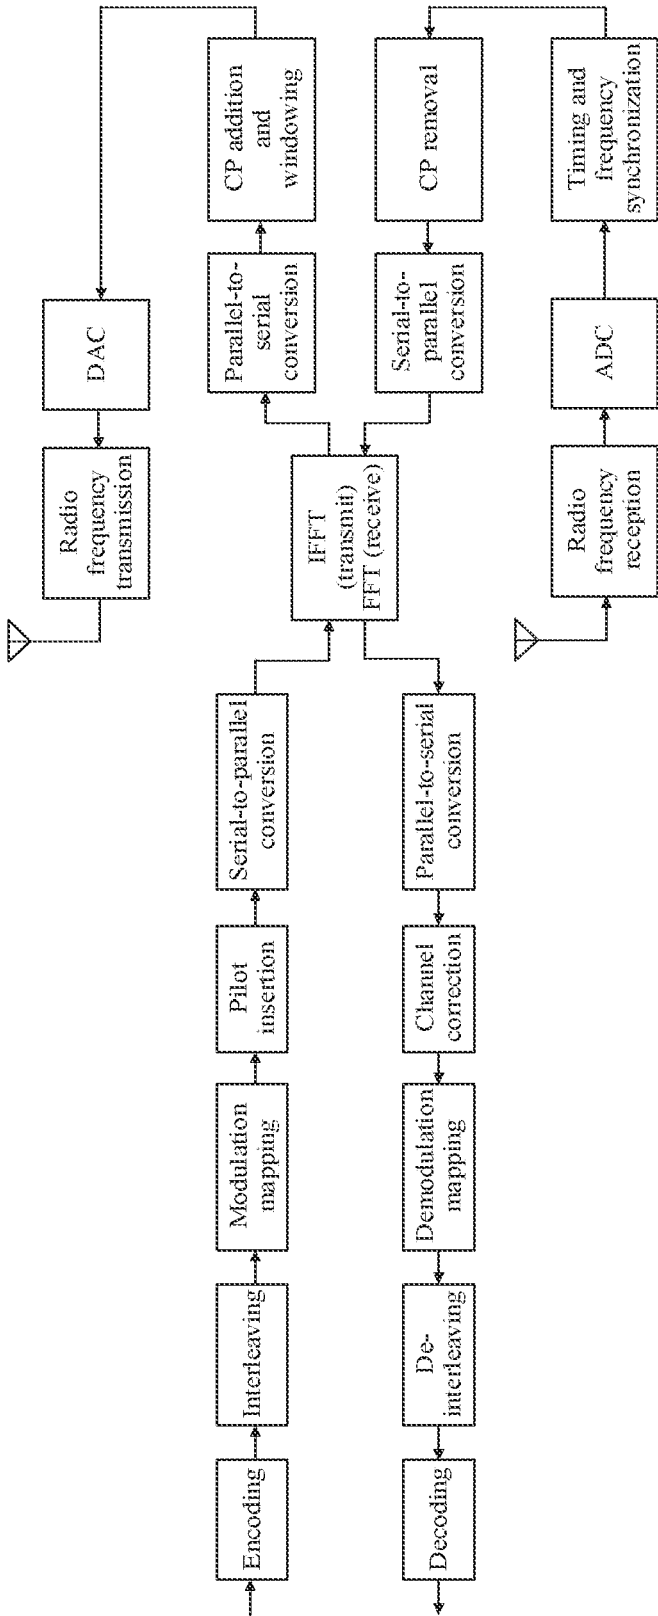 Encoding
Interleaving
Modulation
mapping
Pilot
insertion
Serial-to-parallel
conversion
IFFT
(transmit)
FFT (receive)
Parallel-to-
serial
conversion
CP addition
and
windowing
DAC
Radio
frequency
transmission
Radio
frequency
reception
ADC
Timing and
frequency
synchronization
CP removal
Serial-to-
parallel
conversion
Parallel-to-serial
conversion
Channel
correction
Demodulation
mapping
De-
interleaving
Decoding